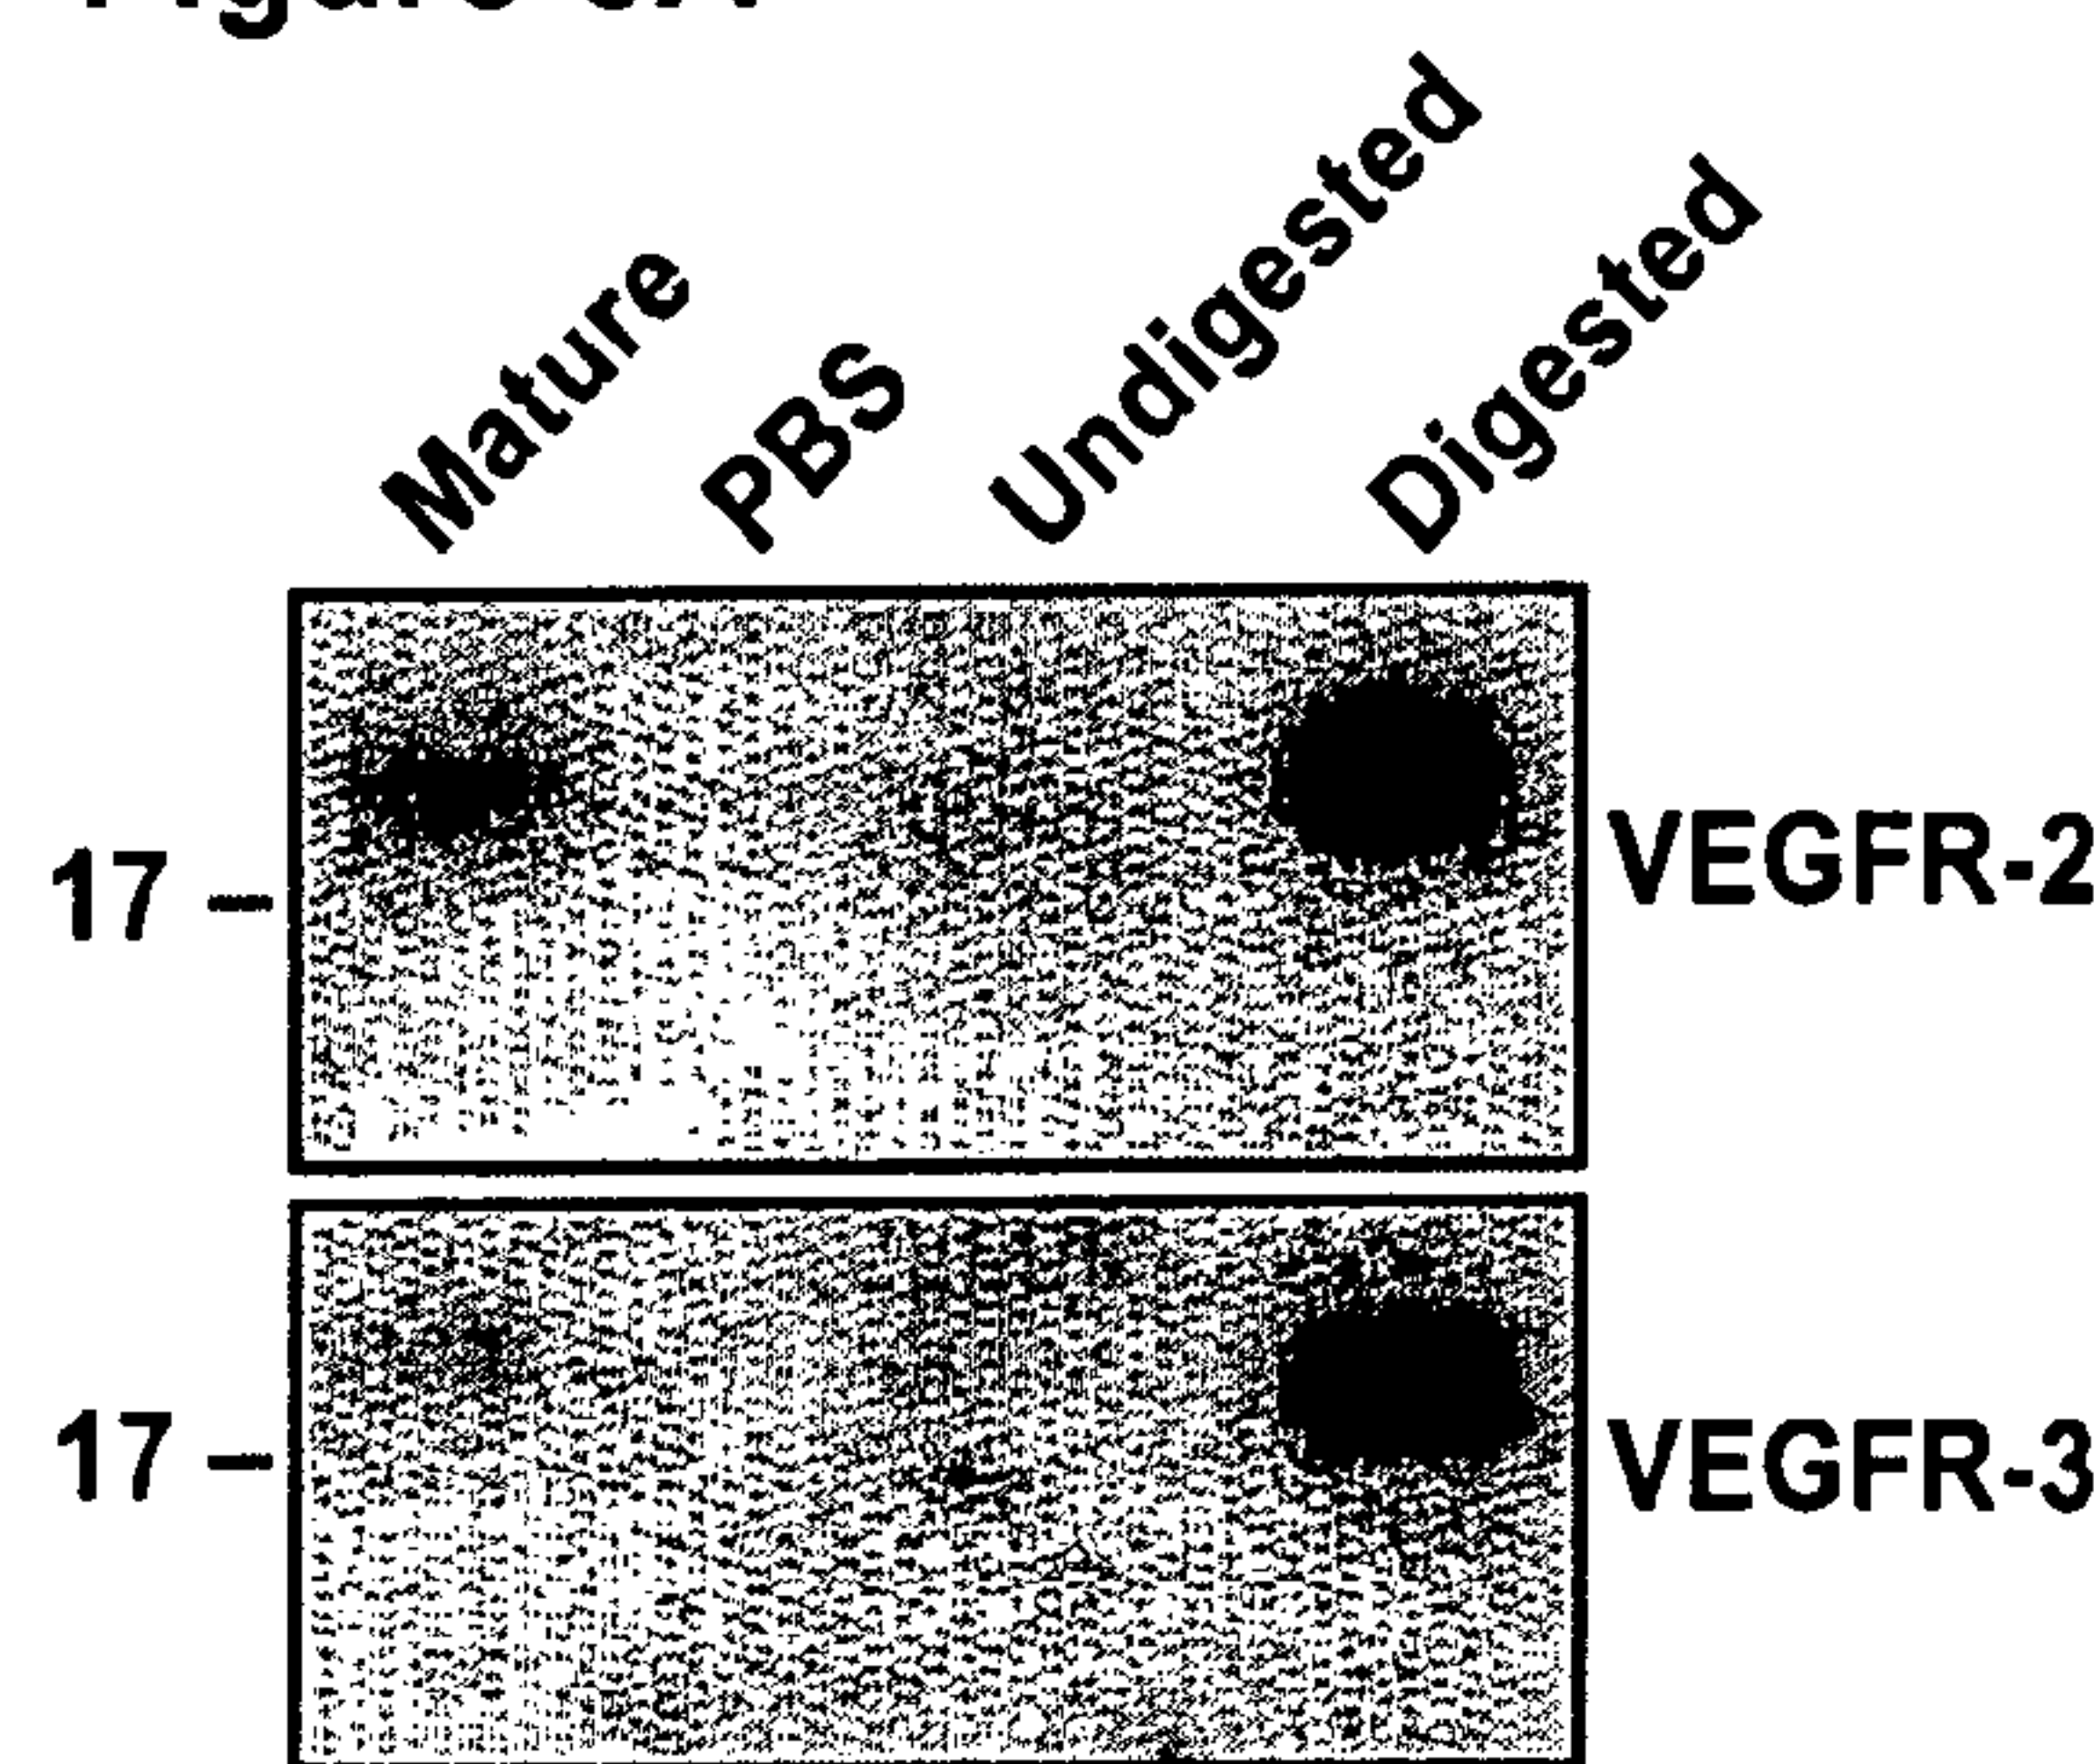 Mature
PBS
Undigested
Digested
17
VEGFR-2
17
VEGFR-3